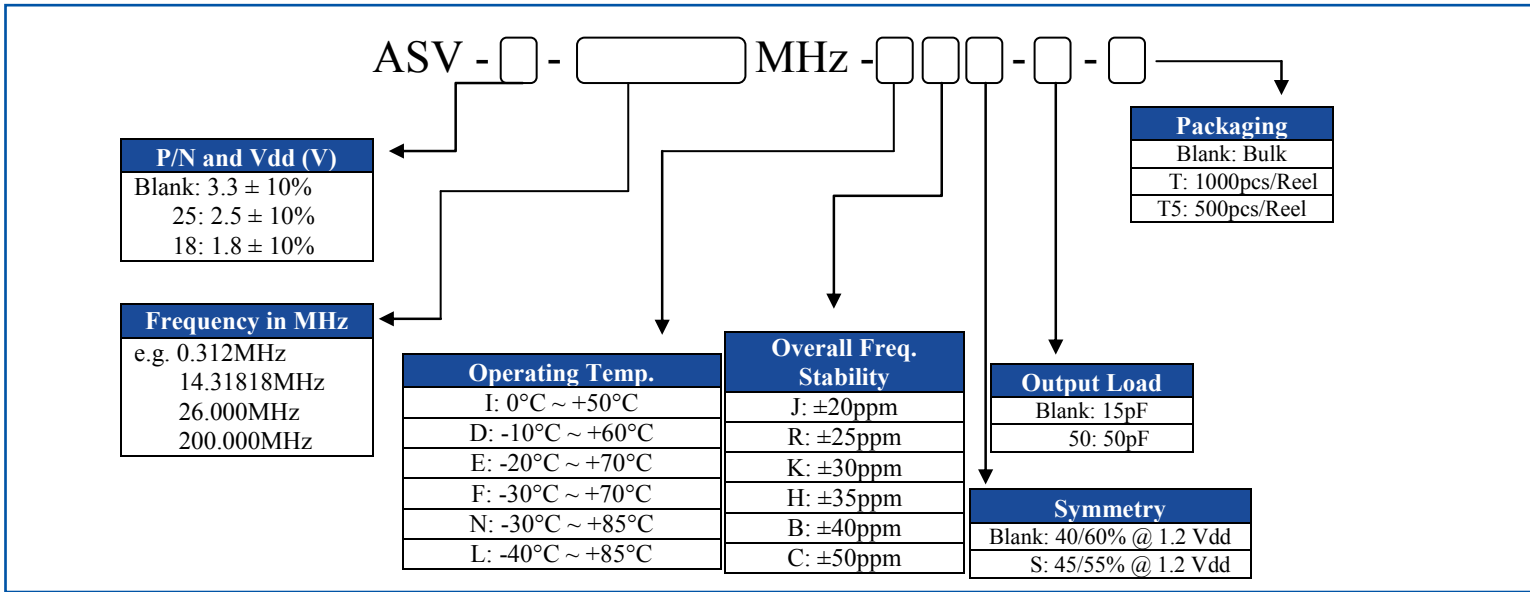 ASV - - MHz - - -
P/N and Vdd (V)
Blank: 3.3 ± 10%
25: 2.5 ± 10%
18: 1.8 ± 10%
Frequency in MHz
e.g. 0.312MHz
14.31818MHz
26.000MHz
200.000MHz
Operating Temp.
I: 0°C ~ +50°C
D: -10°C ~ +60°C
E: -20°C ~ +70°C
F: -30°C ~ +70°C
N: -30°C ~ +85°C
L: -40°C ~ +85°C
Overall Freq.
Stability
J: ±20ppm
R: ±25ppm
K: ±30ppm
H: ±35ppm
B: ±40ppm
C: ±50ppm
Symmetry
Blank: 40/60% @ 1.2 Vdd
S: 45/55% @ 1.2 Vdd
Output Load
Blank: 15pF
50: 50pF
Packaging
Blank: Bulk
T: 1000pcs/Reel
T5: 500pcs/Reel